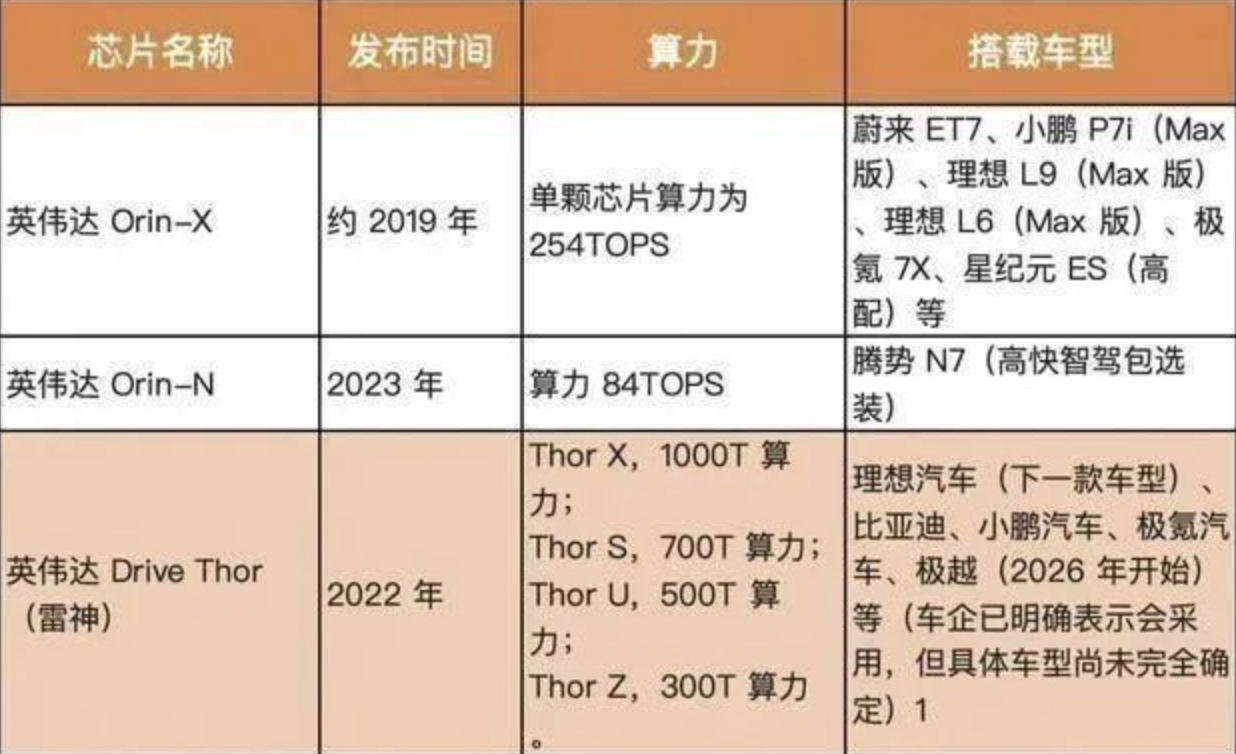 芯片名称
发布时间
算力
搭载车型
英伟达 Orin-X
约 2019 年
单颗芯片算力为
254TOPS
蔚来 ET7、小鹏 P7i（Max
版）、理想 L9（Max 版）
、理想 L6（Max 版）、极
氪 7X、星纪元 ES（高
配）等
英伟达 Orin-N
2023 年
算力 84TOPS
腾势 N7（高快智驾包选
装）
英伟达 Drive Thor
（雷神）
2022 年
Thor X，1000T 算
力；
Thor S，700T 算力；
Thor U，500T 算
力；
Thor Z，300T 算力
。
理想汽车（下一款车型）、
比亚迪、小鹏汽车、极氪汽
车、极越（2026 年开始）
等（车企已明确表示会采
用，但具体车型尚未完全确
定）1